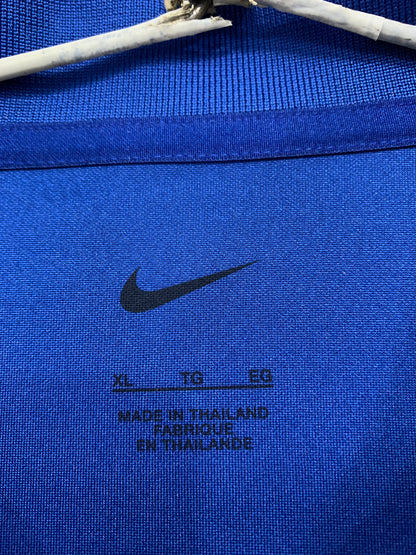 XL TG EG
MADE IN THAILAND
FABRIQUE
EN THAILANDE